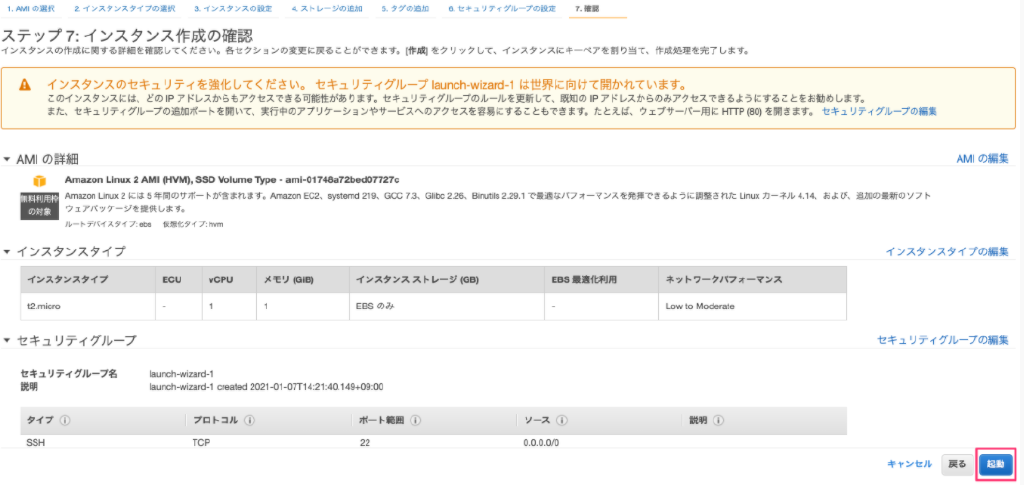 1. AMI の選択 2. インスタンスタイプの選択 3. インスタンスの設定 4. ストレージの追加 5. タグの追加 6. セキュリティグループの設定 7. 確認
ステップ 7: インスタンス作成の確認
インスタンスの作成に関する詳細を確認してください。各セクションの変更に戻ることができます。[作成] をクリックして、インスタンスにキーペアを割り当て、作成処理を完了します。
インスタンスのセキュリティを強化してください。 セキュリティグループ launch-wizard-1 は世界に向けて開かれています。
このインスタンスには、どの IP アドレスからもアクセスできる可能性があります。セキュリティグループのルールを更新して、既知の IP アドレスからのみアクセスできるようにすることをお勧めします。
また、セキュリティグループの追加ポートを開いて、実行中のアプリケーションやサービスへのアクセスを容易にすることもできます。たとえば、ウェブサーバー用に HTTP (80) を開きます。 セキュリティグループの編集
AMI の詳細 AMI の編集
Amazon Linux 2 AMI (HVM), SSD Volume Type - ami-01748a72bed07727c
無料利用枠の対象
Amazon Linux 2 には 5 年間のサポートが含まれます。Amazon EC2、systemd 219、GCC 7.3、Glibc 2.26、Binutils 2.29.1 で最適なパフォーマンスを発揮できるように調整された Linux カーネル 4.14、および、追加の最新のソフト
ウェアパッケージを提供します。
ルートデバイスタイプ: ebs 仮想化タイプ: hvm
インスタンスタイプ インスタンスタイプの編集
インスタンスタイプ ECU vCPU メモリ (GiB) インスタンス ストレージ (GB) EBS 最適化利用 ネットワークパフォーマンス
t2.micro - 1 1 EBS のみ - Low to Moderate
セキュリティグループ セキュリティグループの編集
セキュリティグループ名 launch-wizard-1
説明 launch-wizard-1 created 2021-01-07T14:21:40.149+09:00
タイプ プロトコル ポート範囲 ソース 説明
SSH TCP 22 0.0.0.0/0
キャンセル 戻る 起動